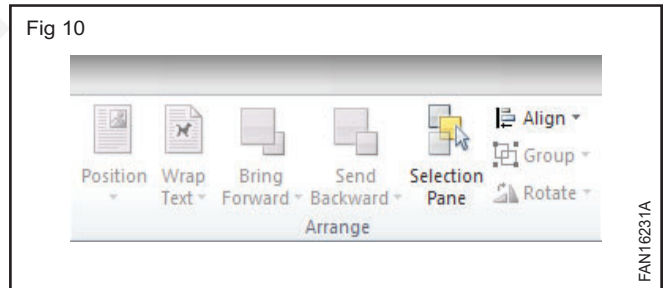 Fig 10
Position
Wrap
Text
Bring
Forward
Send
Backward
Selection
Pane
Align
Group
Rotate
Arrange
FAN16231A